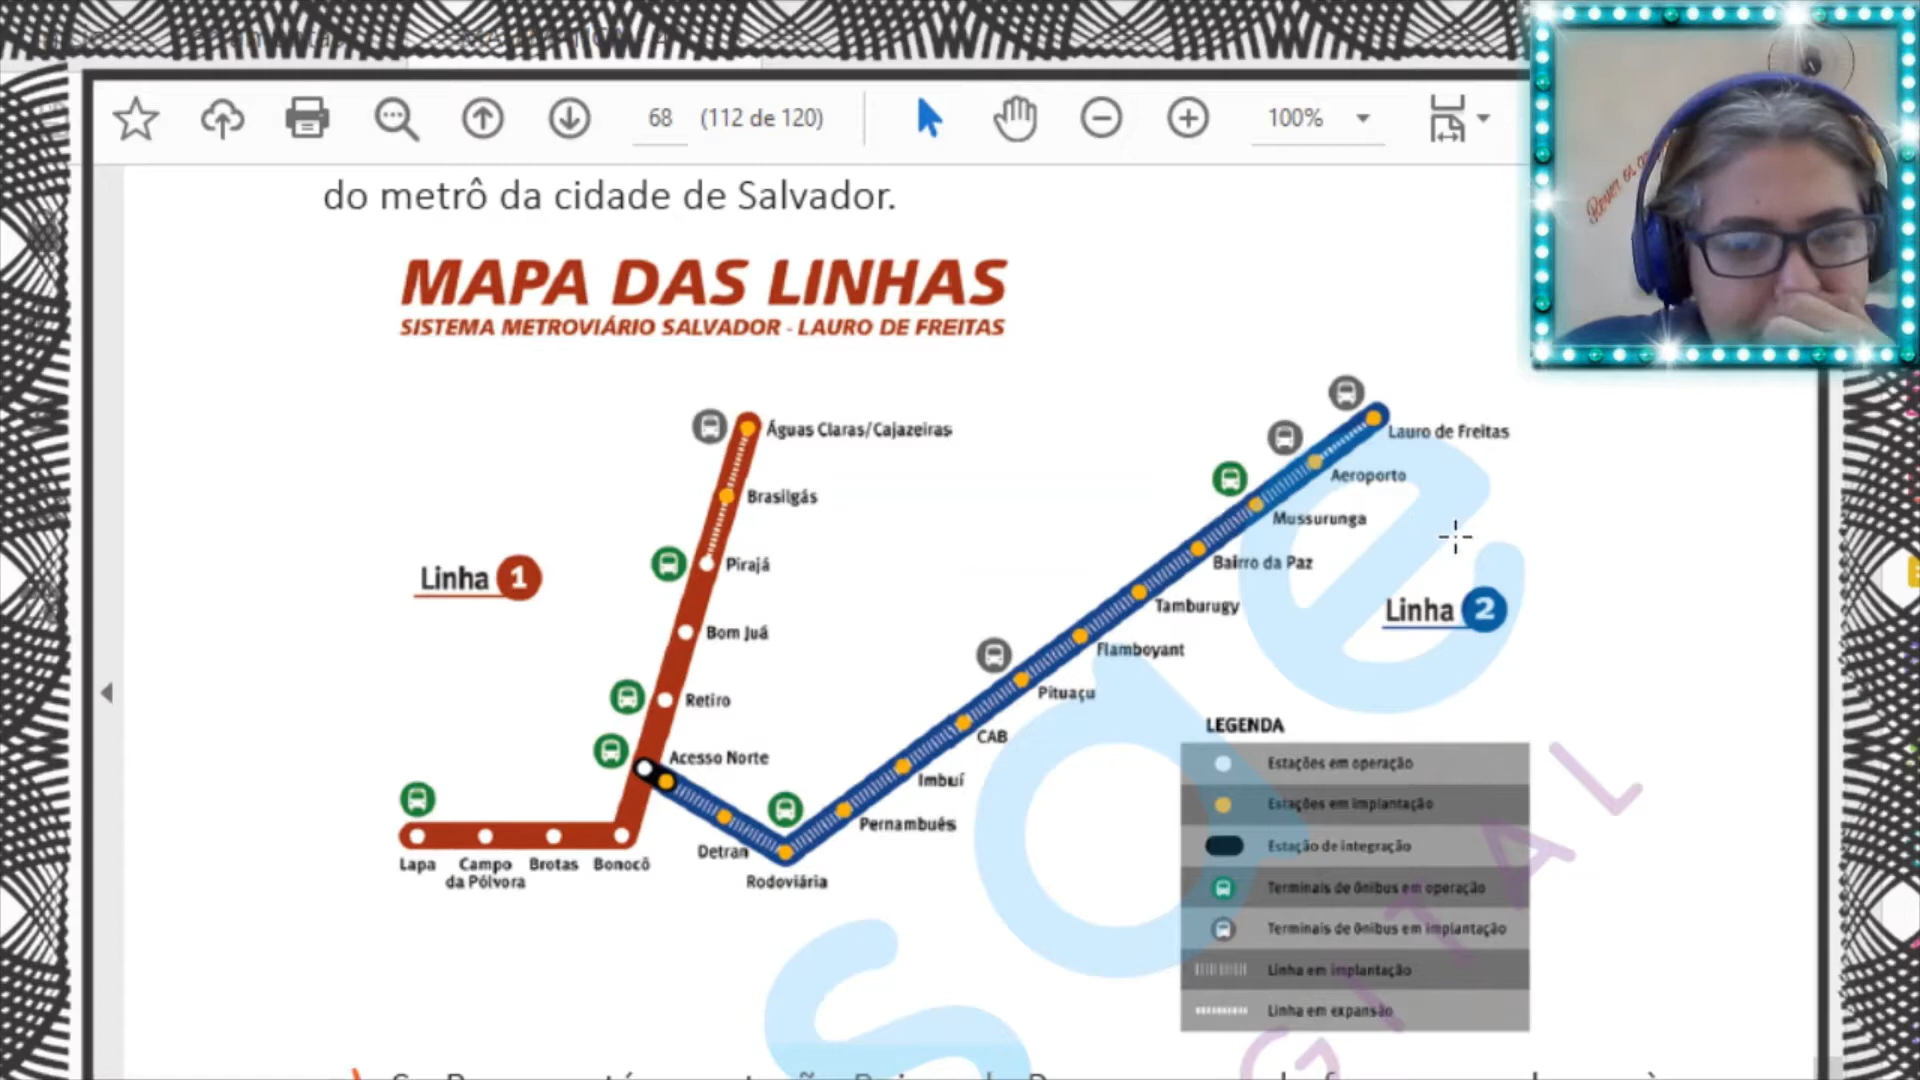 68 (112 de 120)
100%
do metrô da cidade de Salvador.
MAPA DAS LINHAS
SISTEMA METROVIÁRIO SALVADOR - LAURO DE FREITAS
Águas Claras/Cajazeiras
Lauro de Freitas
Aeroporto
Brasilgás
Mussurunga
Pirajá
Bairro da Paz
Linha 1
Tamburugy
Linha 2
Bom Juá
Flamboyant
Pituaçu
Retiro
CAB
Acesso Norte
Imbuí
Pernambués
Detran
Rodoviária
Lapa
Campo
da Pólvora
Brotas
Bonocô
LEGENDA
Estações em operação
Estações em implantação
Estação de integração
Terminais de ônibus em operação
Terminais de ônibus em implantação
Linha em implantação
Linha em expansão